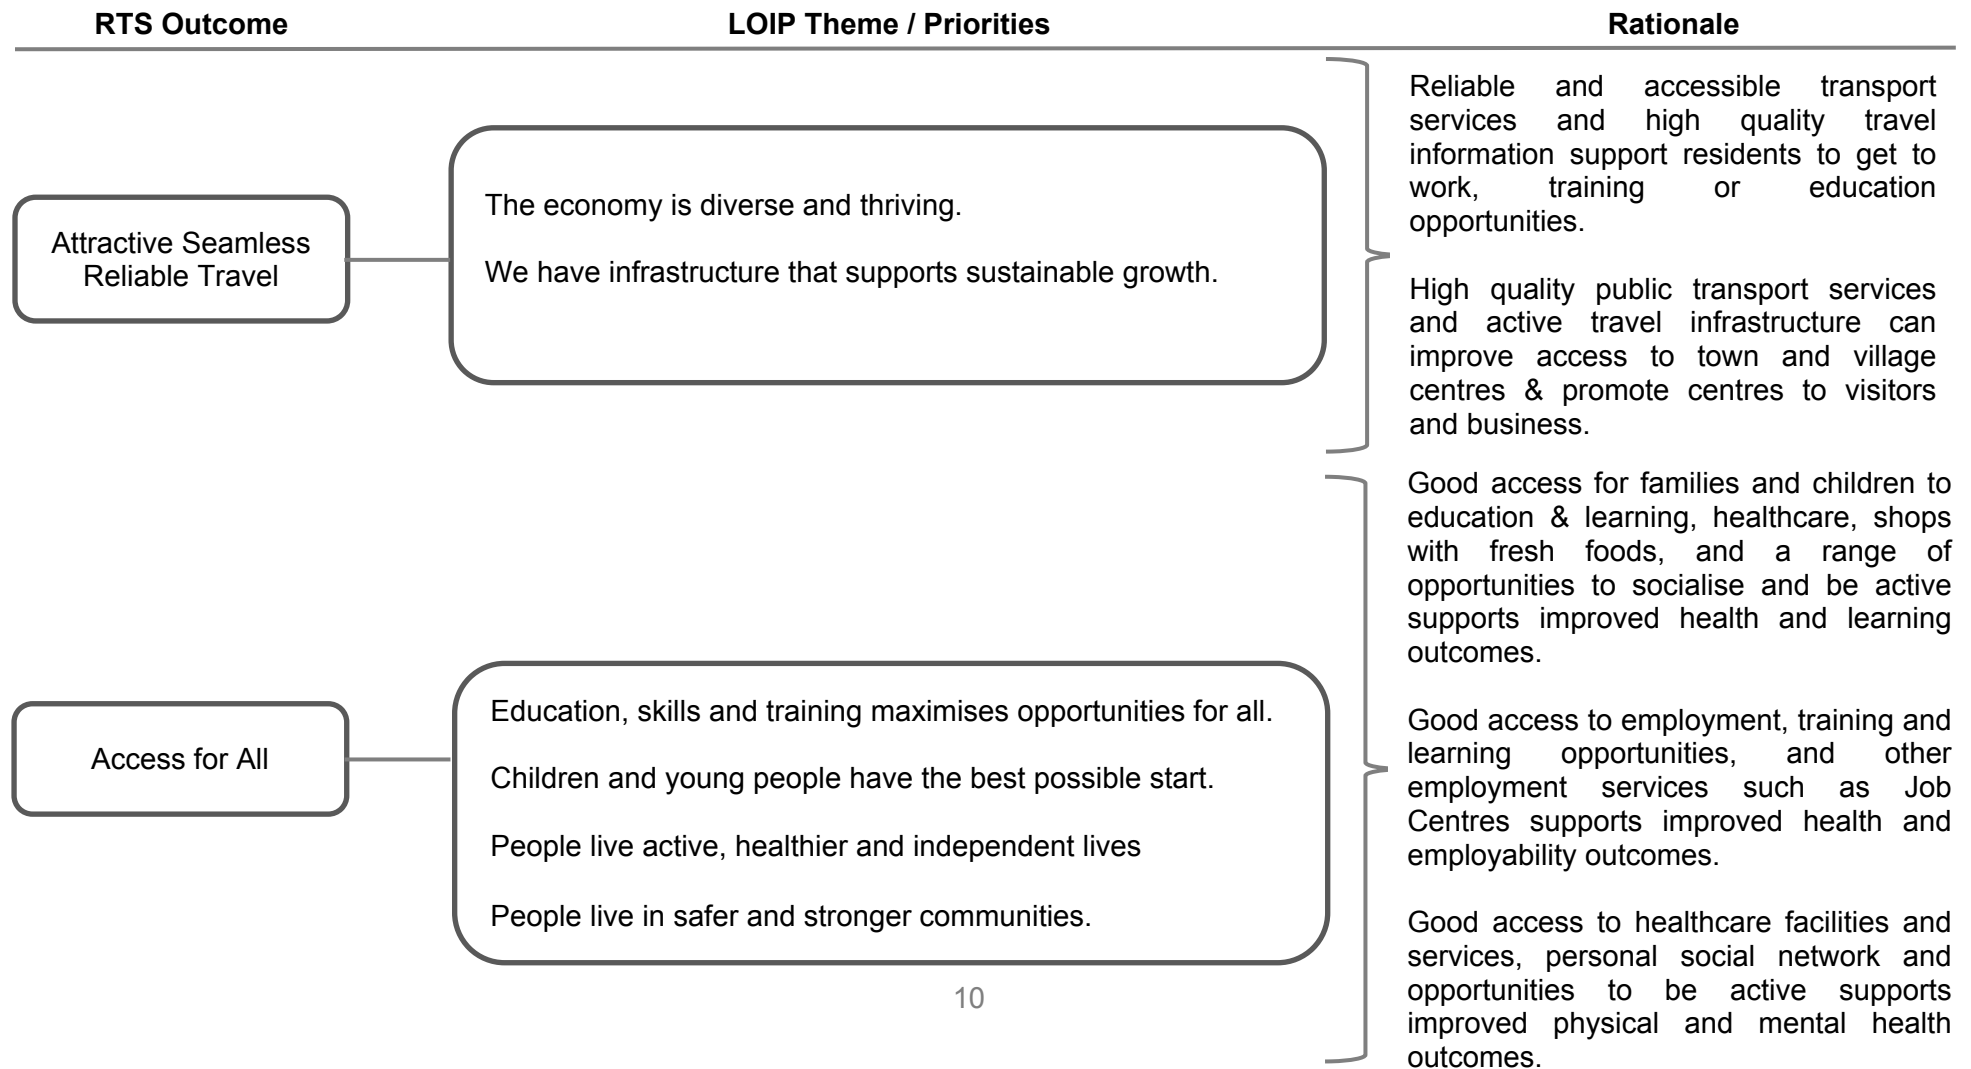 RTS Outcome
LOIP Theme / Priorities
Rationale
Attractive Seamless
Reliable Travel
The economy is diverse and thriving.
We have infrastructure that supports sustainable growth.
Reliable and accessible transport
services and high quality travel
information support residents to get to
work, training or education
opportunities.
High quality public transport services
and active travel infrastructure can
improve access to town and village
centres & promote centres to visitors
and business.
Access for All
Education, skills and training maximises opportunities for all.
Children and young people have the best possible start.
People live active, healthier and independent lives
People live in safer and stronger communities.
Good access for families and children to
education & learning, healthcare, shops
with fresh foods, and a range of
opportunities to socialise and be active
supports improved health and learning
outcomes.
Good access to employment, training and
learning opportunities, and other
employment services such as Job
Centres supports improved health and
employability outcomes.
Good access to healthcare facilities and
services, personal social network and
opportunities to be active supports
improved physical and mental health
outcomes.
10